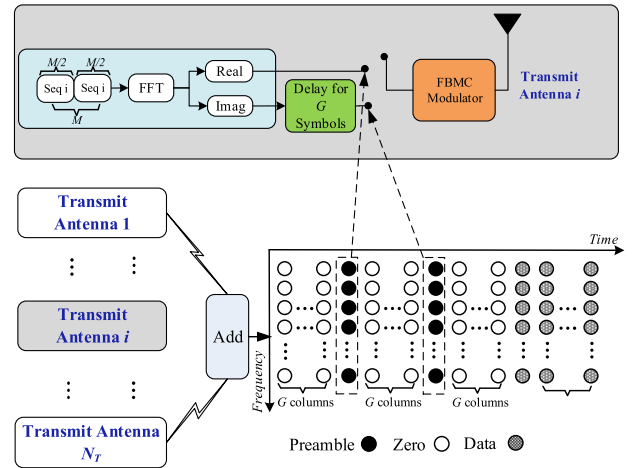 M/2 M/2
Seq i Seq i
M
FFT
Real
Imag
Delay for
G
Symbols
FBMC
Modulator
Transmit
Antenna i
Transmit
Antenna 1
Transmit
Antenna i
Transmit Antenna
N_T
Add
Time
Frequency
G columns G columns G columns
Preamble Zero Data